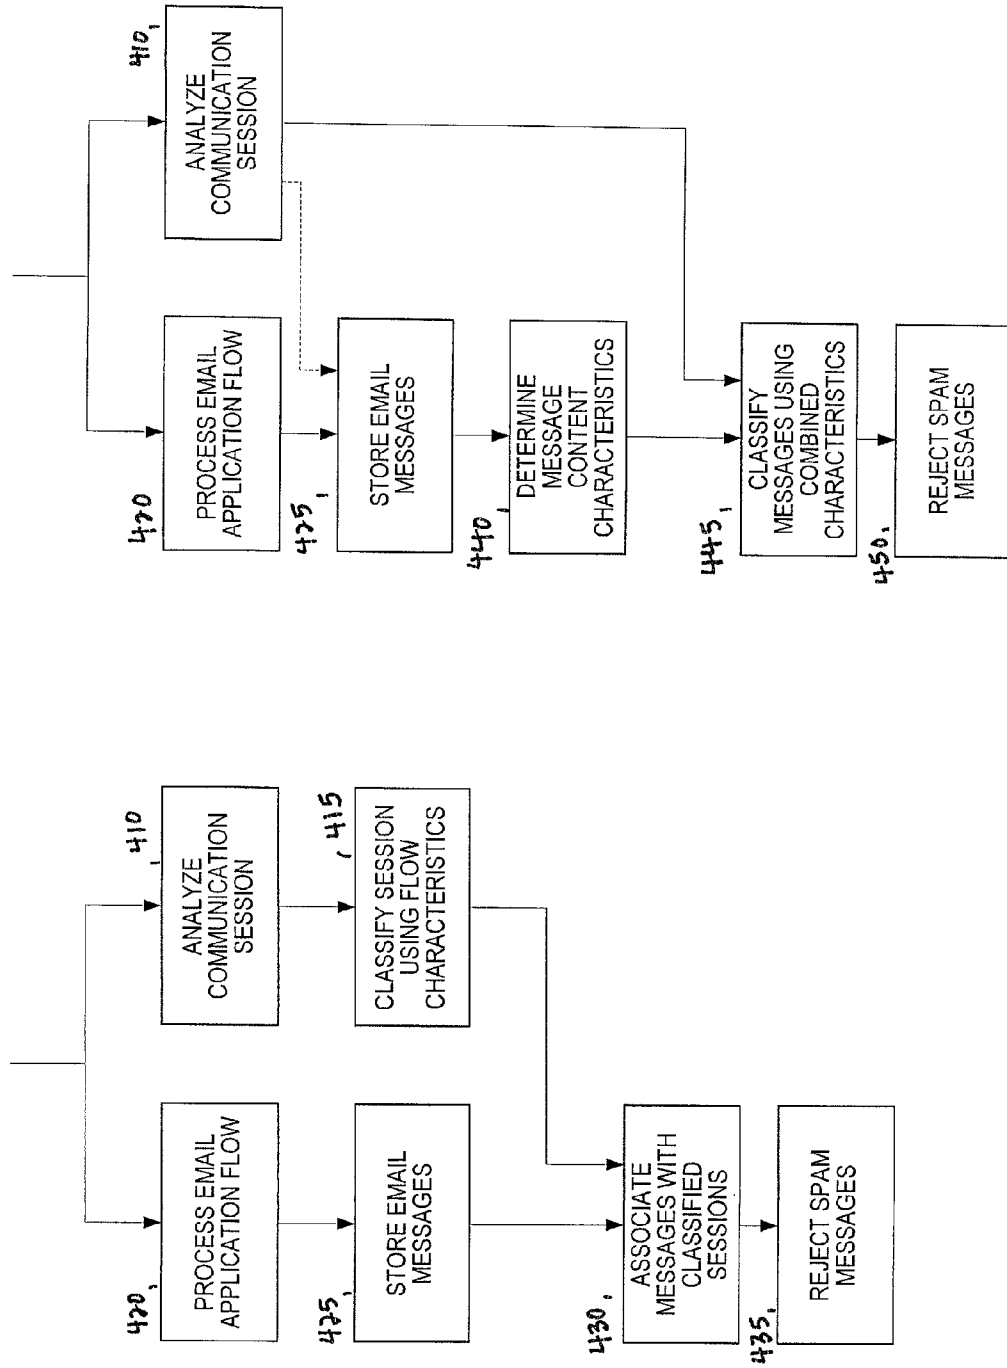 420
PROCESS EMAIL
APPLICATION FLOW
410
ANALYZE
COMMUNICATION
SESSION
425
STORE EMAIL
MESSAGES
415
CLASSIFY SESSION
USING FLOW
CHARACTERISTICS
430
ASSOCIATE
MESSAGES WITH
CLASSIFIED
SESSIONS
435
REJECT SPAM
MESSAGES
420
PROCESS EMAIL
APPLICATION FLOW
410
ANALYZE
COMMUNICATION
SESSION
425
STORE EMAIL
MESSAGES
440
DETERMINE
MESSAGE
CONTENT
CHARACTERISTICS
445
CLASSIFY
MESSAGES USING
COMBINED
CHARACTERISTICS
450
REJECT SPAM
MESSAGES